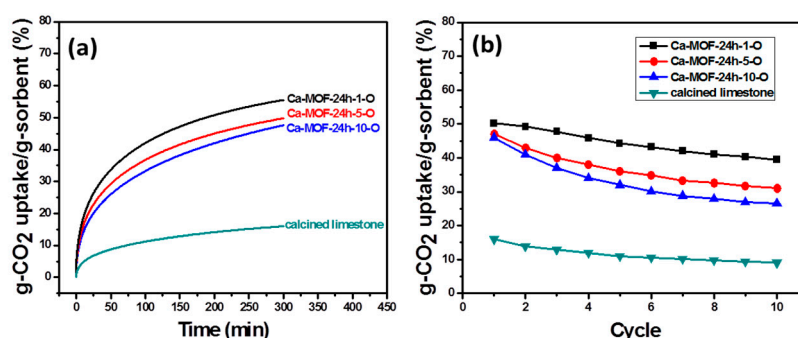 (a)
g-CO2 uptake/g-sorbent (%)
80
70
60
50
40
30
20
10
0
Ca-MOF-24h-1-O
Ca-MOF-24h-5-O
Ca-MOF-24h-10-O
calcined limestone
0 50 100 150 200 250 300 350 400 450
Time (min)
(b)
g-CO2 uptake/g-sorbent (%)
80
70
60
50
40
30
20
10
0
Ca-MOF-24h-1-O
Ca-MOF-24h-5-O
Ca-MOF-24h-10-O
calcined limestone
0 2 4 6 8 10
Cycle